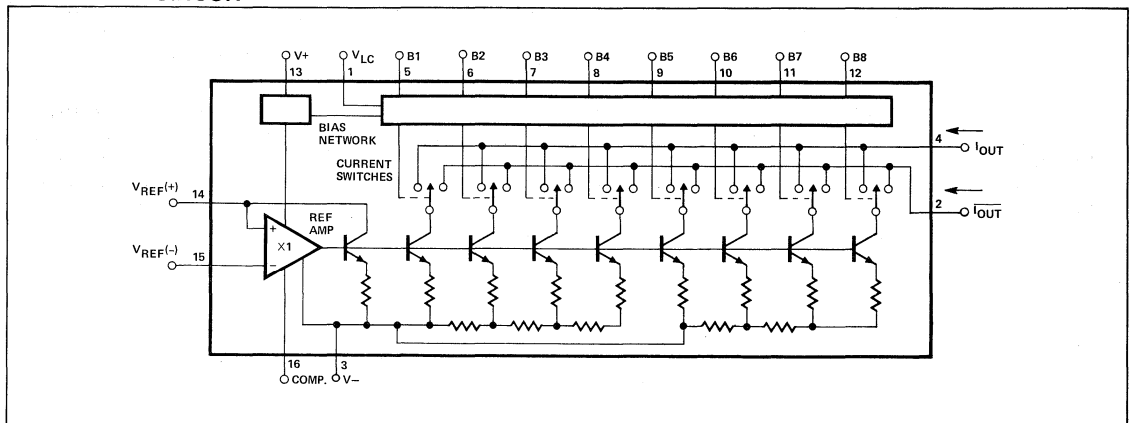 V+ VLC B1 B2 B3 B4 B5 B6 B7 B8
13 1 5 6 7 8 9 10 11 12
BIAS
NETWORK
CURRENT
SWITCHES
4 IOUT
2 IOUT
VREF(+) 14
REF
AMP
+
X1
−
VREF(-) 15
16 3
COMP. V−